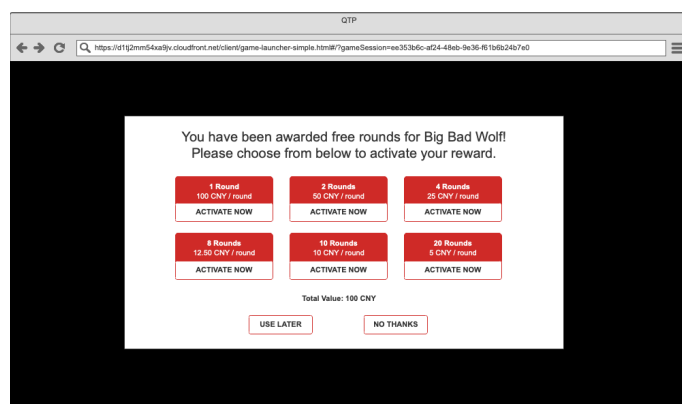 QTP
https://d1tj2mm54xa9jv.cloudfront.net/client/game-launcher-simple.html#/?gameSession=ee353b6c-af24-48eb-9e36-f61b6b24b7e0
You have been awarded free rounds for Big Bad Wolf!
Please choose from below to activate your reward.
1 Round
100 CNY / round
ACTIVATE NOW
2 Rounds
50 CNY / round
ACTIVATE NOW
4 Rounds
25 CNY / round
ACTIVATE NOW
8 Rounds
12.50 CNY / round
ACTIVATE NOW
10 Rounds
10 CNY / round
ACTIVATE NOW
20 Rounds
5 CNY / round
ACTIVATE NOW
Total Value: 100 CNY
USE LATER
NO THANKS